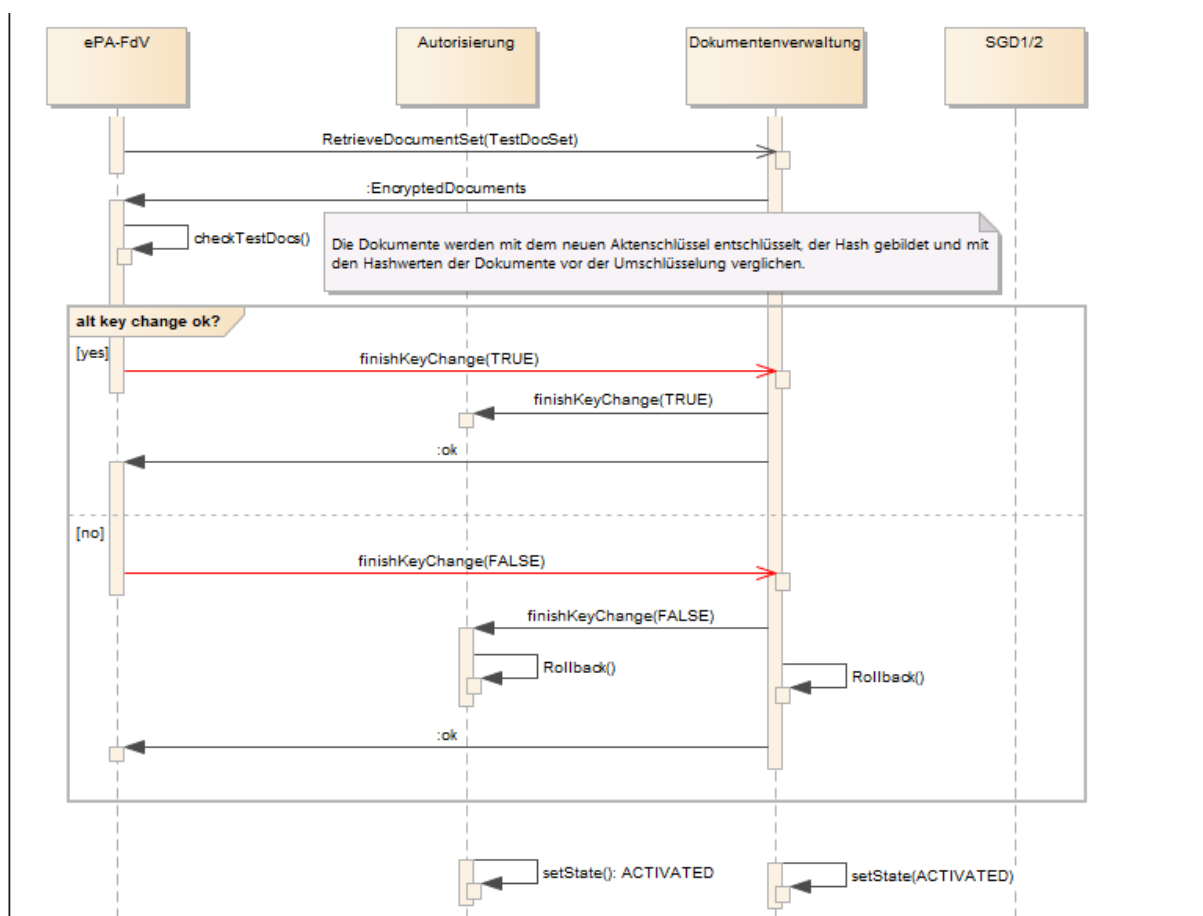 ePA-FdV
Autorisierung
Dokumentenverwaltung
SGD1/2
RetrieveDocumentSet(TestDocSet)
:EncryptedDocuments
checkTestDocs()
Die Dokumente werden mit dem neuen Aktenschlüssel entschlüsselt, der Hash gebildet und mit
den Hashwerten der Dokumente vor der Umschlüsselung verglichen.
alt key change ok?
[yes]
finishKeyChange(TRUE)
finishKeyChange(TRUE)
:ok
[no]
finishKeyChange(FALSE)
finishKeyChange(FALSE)
Rollback()
Rollback()
:ok
setState(): ACTIVATED
setState(ACTIVATED)